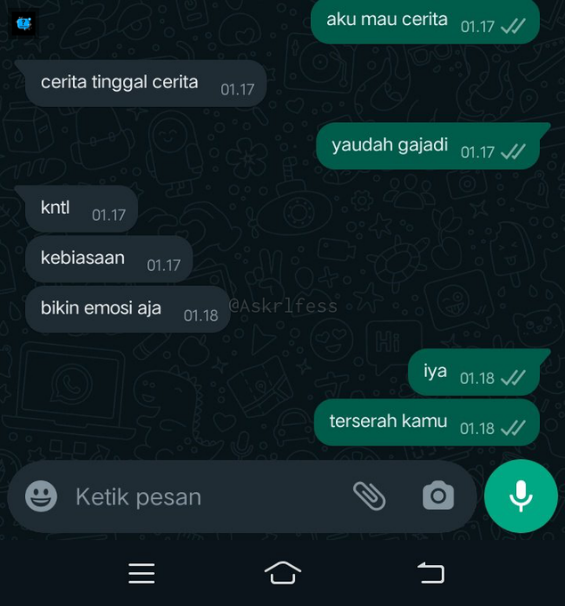 aku mau cerita 01.17
cerita tinggal cerita 01.17
yaudah gajadi 01.17
kntl 01.17
kebiasaan 01.17
bikin emosi aja 01.18
@Askrlfess
Hi
iya 01.18
terserah kamu 01.18
Ketik pesan